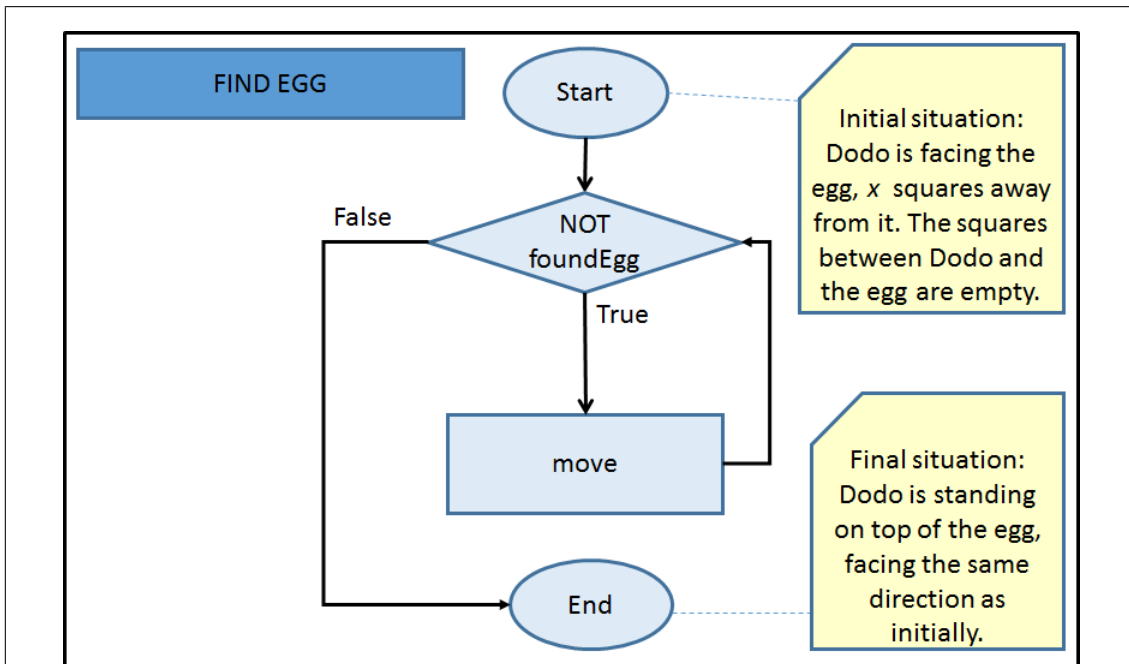 FIND EGG
Start
Initial situation:
Dodo is facing the
egg, x squares away
from it. The squares
between Dodo and
the egg are empty.
False
NOT
foundEgg
True
move
Final situation:
Dodo is standing
on top of the egg,
facing the same
direction as
initially.
End